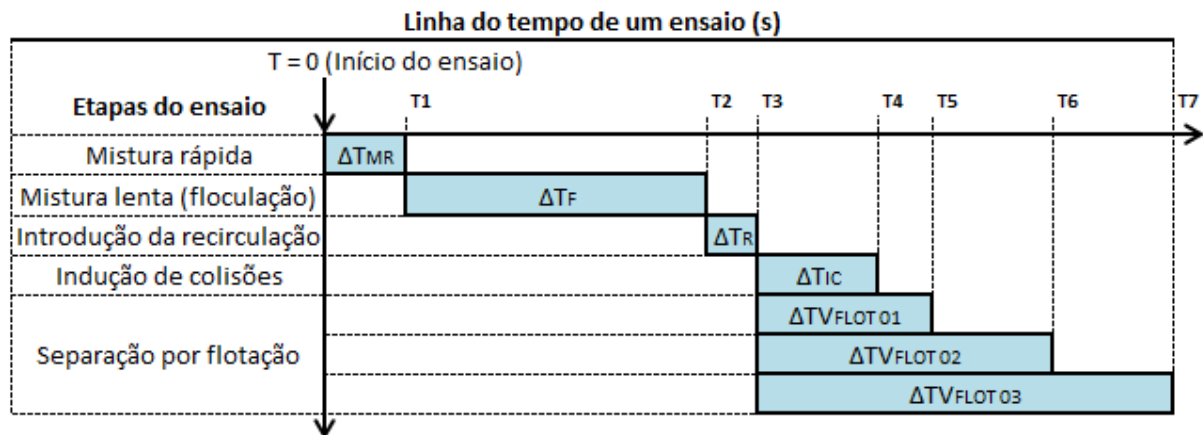 Linha do tempo de um ensaio (s)
T = 0 (Início do ensaio)
Etapas do ensaio
T1 T2 T3 T4 T5 T6 T7
Mistura rápida ΔTMR
Mistura lenta (floculação) ΔTF
Introdução da recirculação ΔTR
Indução de colisões ΔTIC
ΔTVFLOT 01
Separação por flotação ΔTVFLOT 02
ΔTVFLOT 03